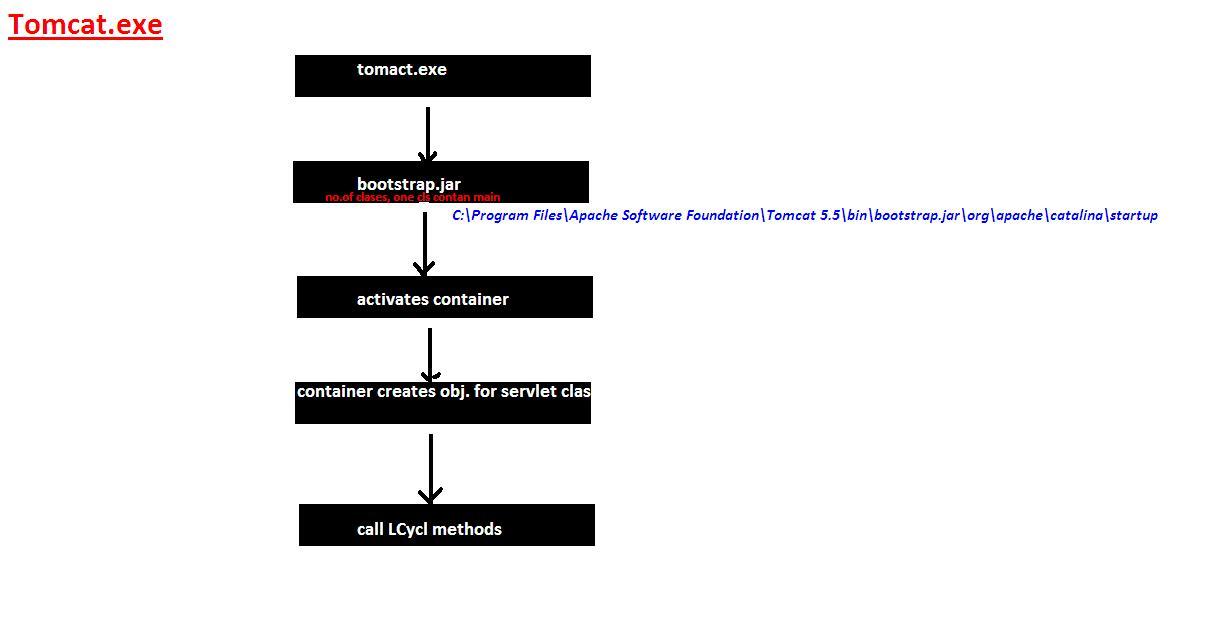 Tomcat.exe
tomact.exe
bootstrap.jar
no.of clases, one cls contan main
C:\Program Files\Apache Software Foundation\Tomcat 5.5\bin\bootstrap.jar\org\apache\catalina\startup
activates container
container creates obj. for servlet clas
call LCycl methods